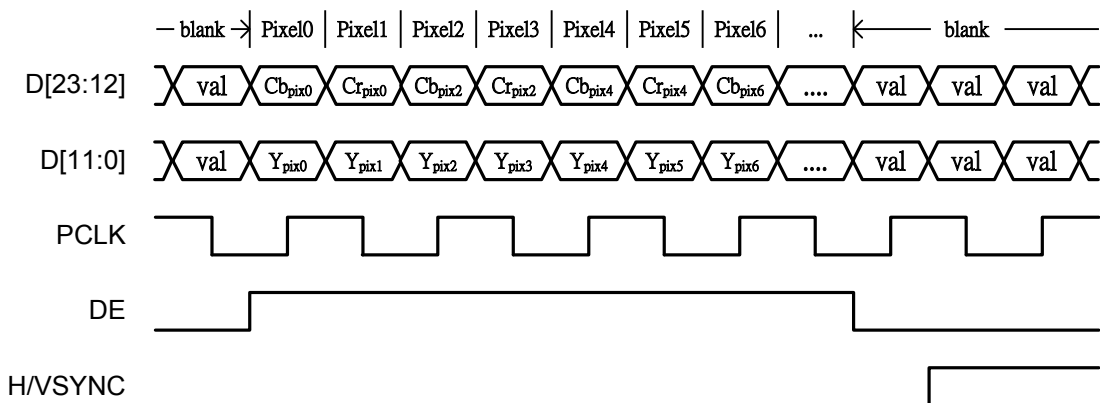 blank Pixel0 Pixel1 Pixel2 Pixel3 Pixel4 Pixel5 Pixel6 ... blank
D[23:12] val Cbpix0 Crpix0 Cbpix2 Crpix2 Cbpix4 Crpix4 Cbpix6 .... val val val
D[11:0] val Ypix0 Ypix1 Ypix2 Ypix3 Ypix4 Ypix5 Ypix6 .... val val val
PCLK
DE
H/VSYNC